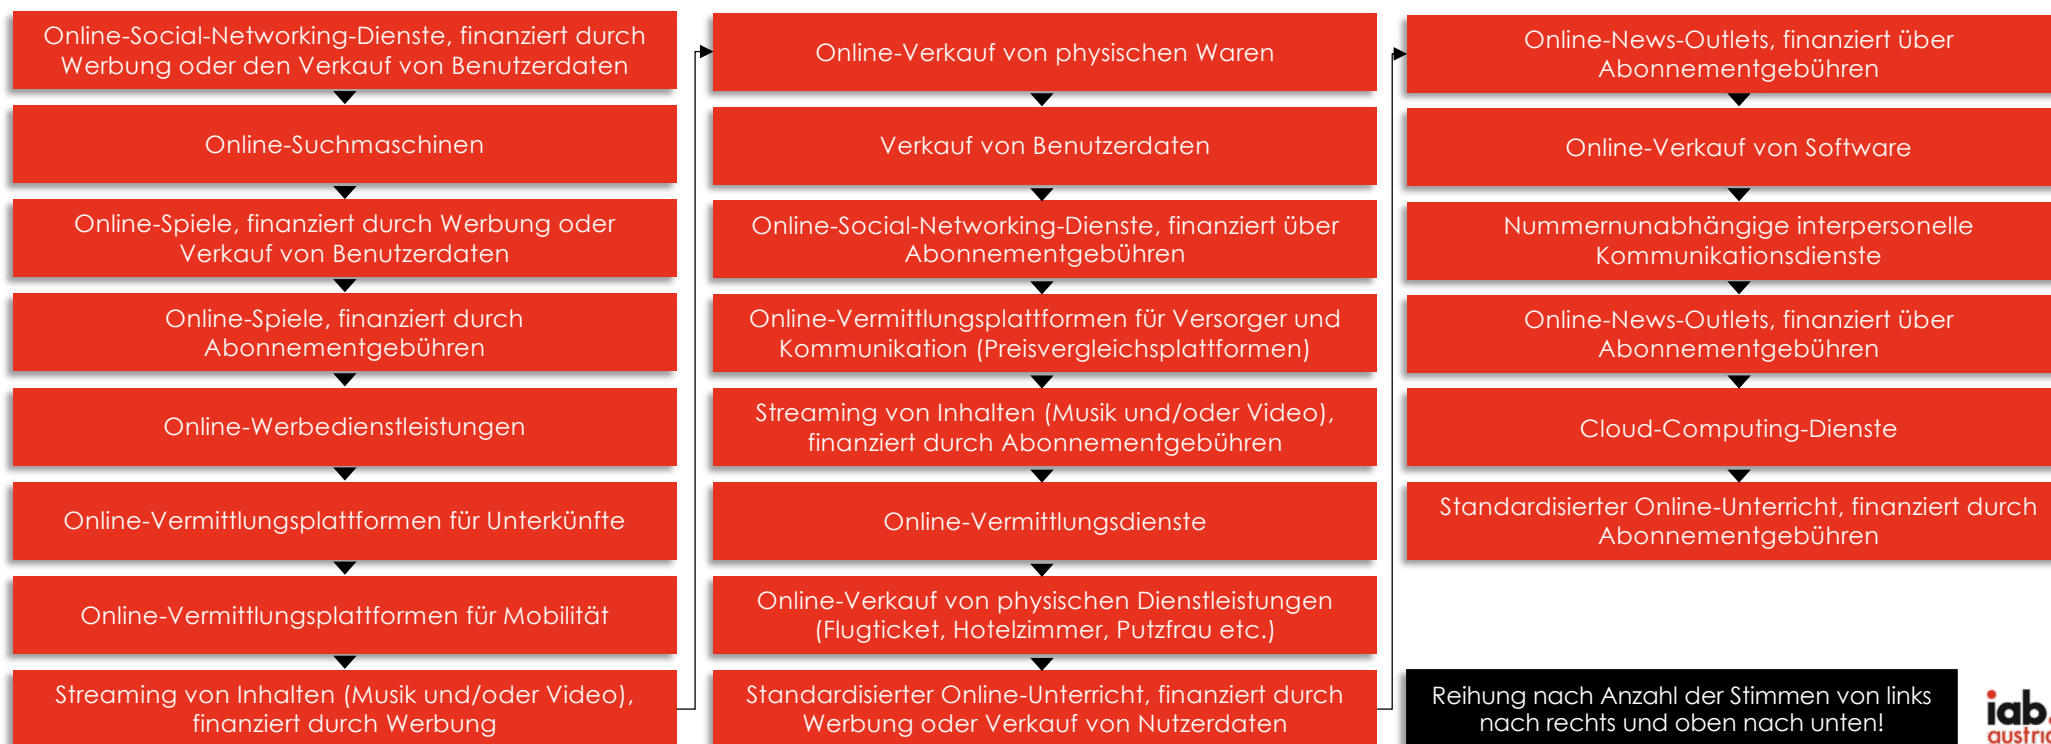 Online-Social-Networking-Dienste, finanziert durch
Werbung oder den Verkauf von Benutzerdaten
Online-Suchmaschinen
Online-Spiele, finanziert durch Werbung oder
Verkauf von Benutzerdaten
Online-Spiele, finanziert durch
Abonnementgebühren
Online-Werbedienstleistungen
Online-Vermittlungsplattformen für Unterkünfte
Online-Vermittlungsplattformen für Mobilität
Streaming von Inhalten (Musik und/oder Video),
finanziert durch Werbung
Online-Verkauf von physischen Waren
Verkauf von Benutzerdaten
Online-Social-Networking-Dienste, finanziert über
Abonnementgebühren
Online-Vermittlungsplattformen für Versorger und
Kommunikation (Preisvergleichsplattformen)
Streaming von Inhalten (Musik und/oder Video),
finanziert durch Abonnementgebühren
Online-Vermittlungsdienste
Online-Verkauf von physischen Dienstleistungen
(Flugticket, Hotelzimmer, Putzfrau etc.)
Standardisierter Online-Unterricht, finanziert durch
Werbung oder Verkauf von Nutzerdaten
Online-News-Outlets, finanziert über
Abonnementgebühren
Online-Verkauf von Software
Nummernunabhängige interpersonelle
Kommunikationsdienste
Online-News-Outlets, finanziert über
Abonnementgebühren
Cloud-Computing-Dienste
Standardisierter Online-Unterricht, finanziert durch
Abonnementgebühren
Reihung nach Anzahl der Stimmen von links
nach rechts und oben nach unten!
iab.
austria